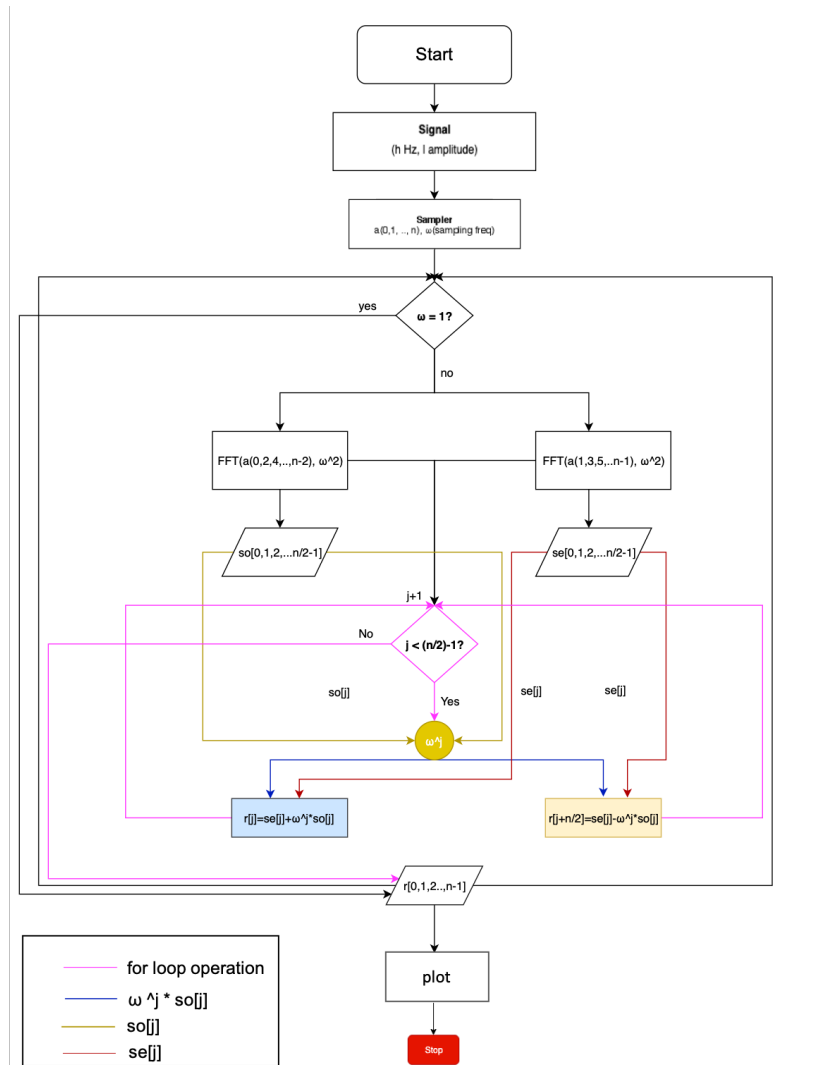 Start
Signal
(h Hz, l amplitude)
Sampler
a(0,1, .., n), ω(sampling freq)
yes
ω = 1?
no
FFT(a(0,2,4,..,n-2), ω^2)
FFT(a(1,3,5,..n-1), ω^2)
so[0,1,2,...n/2-1]
se[0,1,2,...n/2-1]
j+1
No
j < (n/2)-1?
so[j]
Yes
se[j]
se[j]
ω^j
r[j]=se[j]+ω^j*so[j]
r[j+n/2]=se[j]-ω^j*so[j]
r[0,1,2..,n-1]
plot
Stop
for loop operation
ω ^j * so[j]
so[j]
se[j]